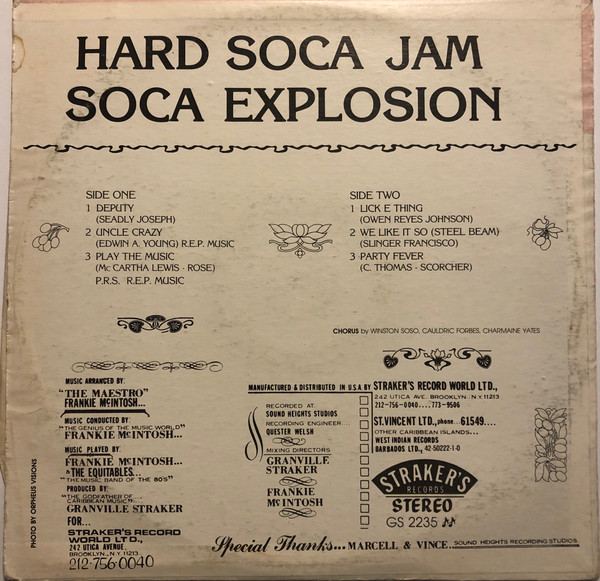 HARD SOCA JAM
SOCA EXPLOSION
SIDE ONE
1 DEPUTY
(SEADLY JOSEPH)
2 UNCLE CRAZY
(EDWIN A. YOUNG) R.E.P. MUSIC
3 PLAY THE MUSIC
(Mc CARTHA LEWIS - ROSE)
P.R.S. R.E.P. MUSIC
SIDE TWO
1 LICK E THING
(OWEN REYES JOHNSON)
2 WE LIKE IT SO (STEEL BEAM)
(SLINGER FRANCISCO)
3 PARTY FEVER
(C. THOMAS - SCORCHER)
CHORUS by WINSTON SOSO, CAULDRIC FORBES, CHARMAINE YATES
MUSIC ARRANGED BY:
"THE MAESTRO"
FRANKIE McINTOSH...
MUSIC CONDUCTED BY:
"THE GENIUS OF THE MUSIC WORLD"
FRANKIE McINTOSH...
MUSIC PLAYED BY:
FRANKIE McINTOSH...
& THE EQUITABLES...
"THE MUSIC BAND OF THE 80'S"
PRODUCED BY:
"THE GODFATHER OF...
CARIBBEAN MUSIC"...
GRANVILLE STRAKER
FOR...
STRAKER'S RECORD
WORLD LTD.,
242 UTICA AVENUE,
BROOKLYN, N.Y. 11213
212-756-0040
PHOTO BY ORPHEUS VISIONS
MANUFACTURED & DISTRIBUTED IN U.S.A BY STRAKER'S RECORD WORLD LTD.,
242 UTICA AVE. BROOKLYN. N.Y. 11213
212-756-0040....773-9506
RECORDED AT
SOUND HEIGHTS STUDIOS
RECORDING ENGINEER...
QUESTER WELSH
MIXING DIRECTORS
GRANVILLE
STRAKER
&
FRANKIE
McINTOSH
ST.VINCENT LTD., phone 61549....
OTHER CARIBBEAN ISLANDS....
WEST INDIAN RECORDS
BARBADOS LTD., 42-50222-1-0
STRAKER'S
RECORDS
STEREO
GS 2235
Special Thanks... MARCELL & VINCE. SOUND HEIGHTS RECORDING STUDIOS